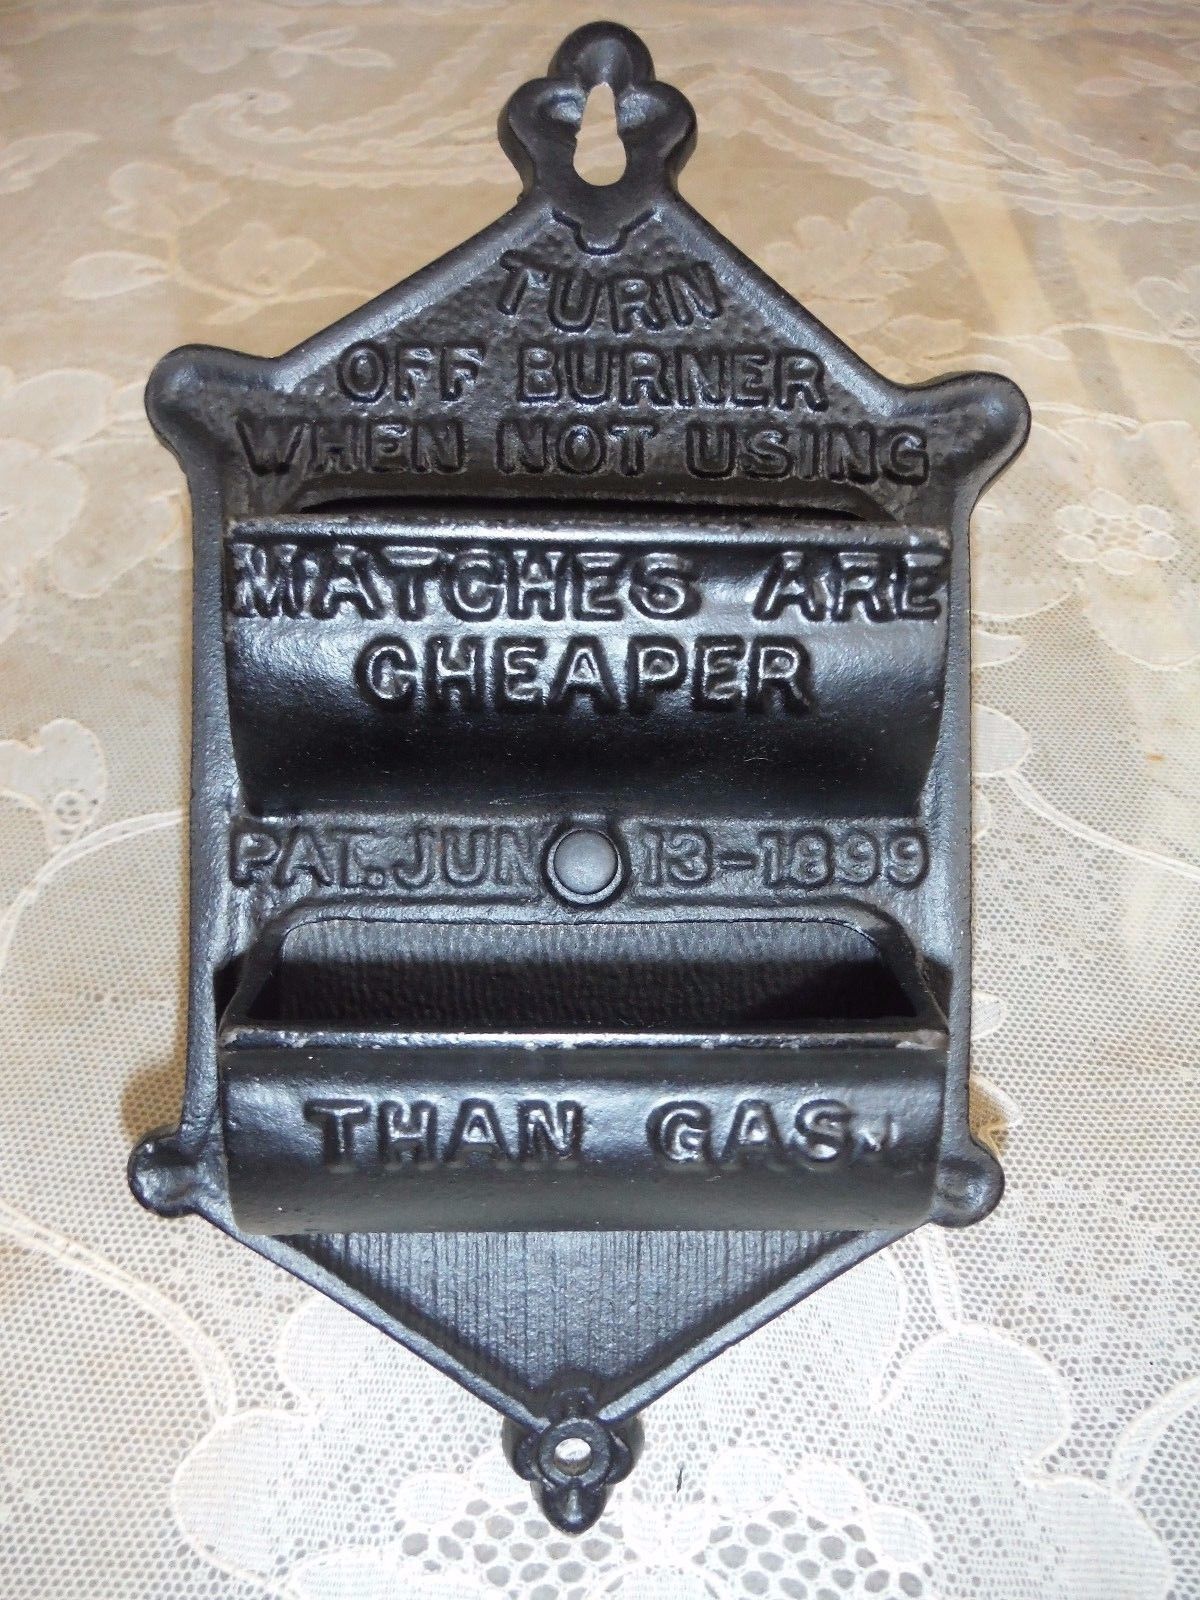 TURN
OFF BURNER
WHEN NOT USING
MATCHES ARE
CHEAPER
PAT. JUN 13-1899
THAN GAS.